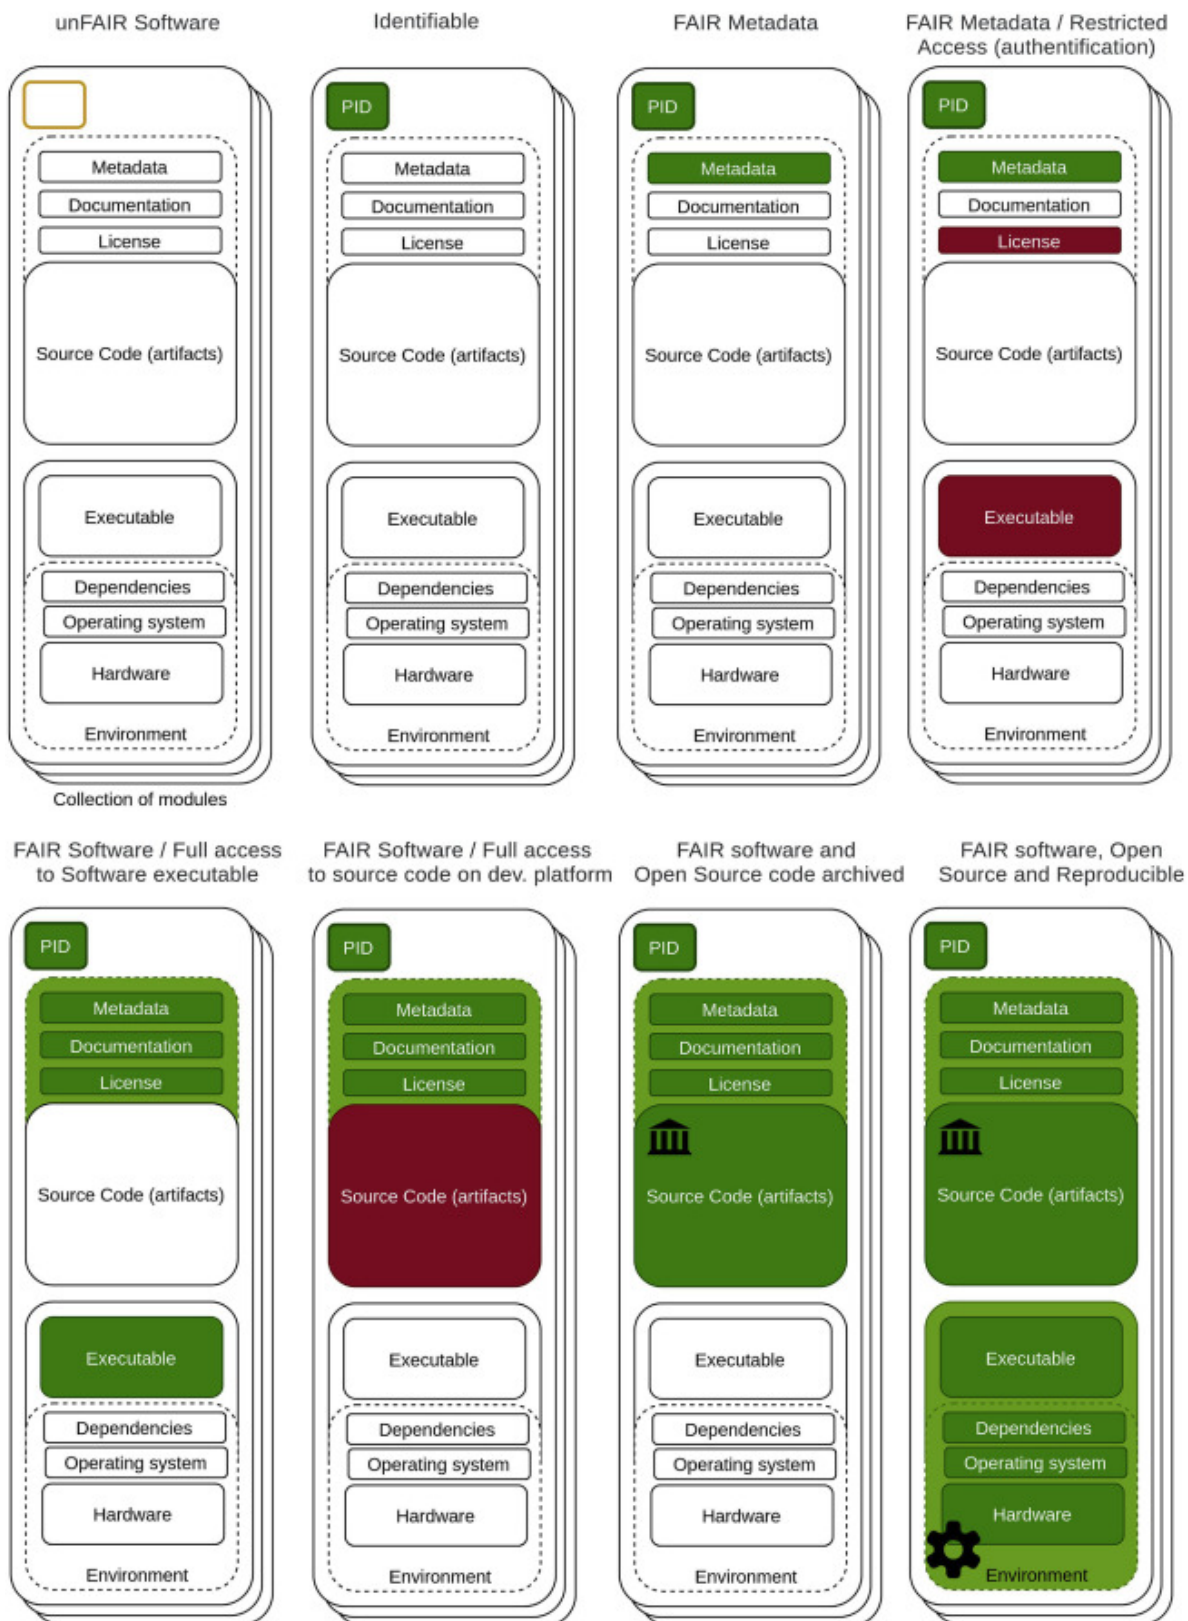 unFAIR Software
Metadata
Documentation
License
Source Code (artifacts)
Executable
Dependencies
Operating system
Hardware
Environment
Collection of modules
Identifiable
PID
Metadata
Documentation
License
Source Code (artifacts)
Executable
Dependencies
Operating system
Hardware
Environment
FAIR Metadata
PID
Metadata
Documentation
License
Source Code (artifacts)
Executable
Dependencies
Operating system
Hardware
Environment
FAIR Metadata / Restricted
Access (authentification)
PID
Metadata
Documentation
License
Source Code (artifacts)
Executable
Dependencies
Operating system
Hardware
Environment
FAIR Software / Full access
to Software executable
PID
Metadata
Documentation
License
Source Code (artifacts)
Executable
Dependencies
Operating system
Hardware
Environment
FAIR Software / Full access
to source code on dev. platform
PID
Metadata
Documentation
License
Source Code (artifacts)
Executable
Dependencies
Operating system
Hardware
Environment
FAIR software and
Open Source code archived
PID
Metadata
Documentation
License
Source Code (artifacts)
Executable
Dependencies
Operating system
Hardware
Environment
FAIR software, Open
Source and Reproducible
PID
Metadata
Documentation
License
Source Code (artifacts)
Executable
Dependencies
Operating system
Hardware
Environment